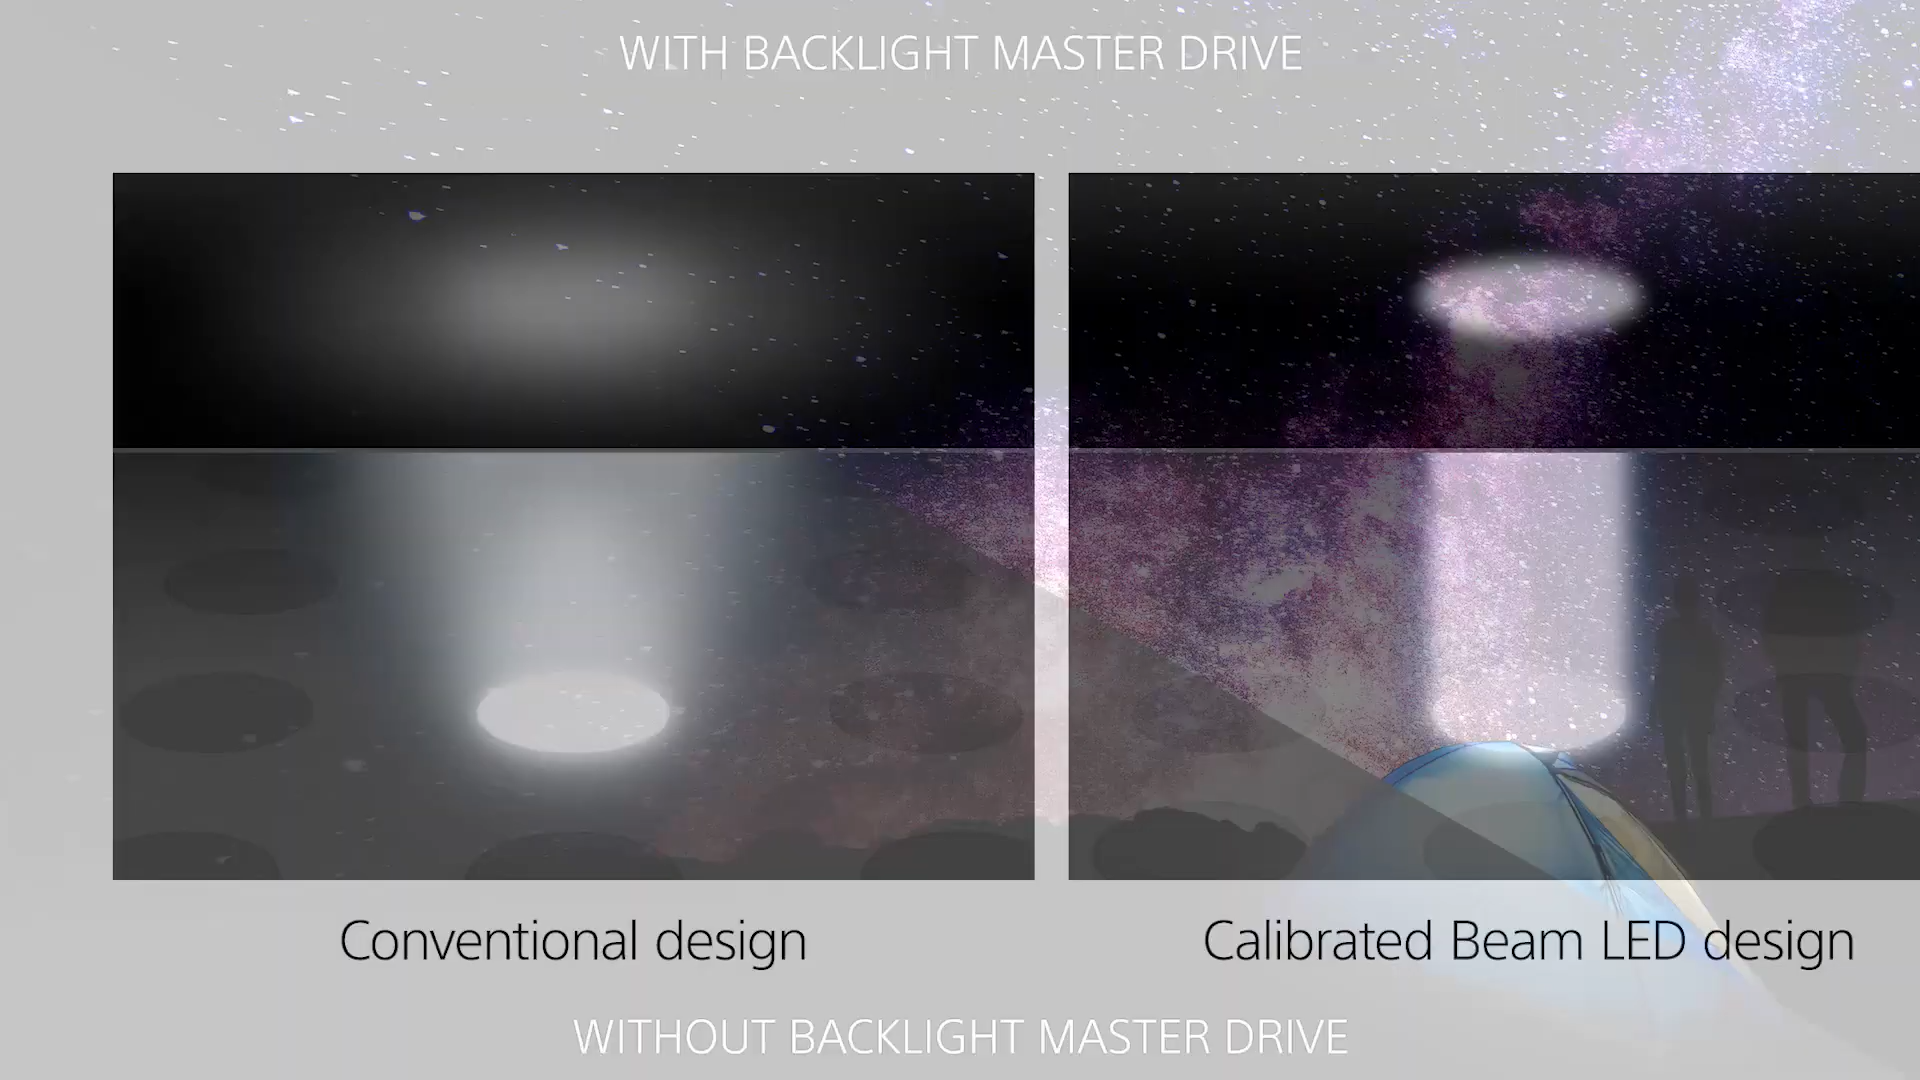 WITH BACKLIGHT MASTER DRIVE
Conventional design
Calibrated Beam LED design
WITHOUT BACKLIGHT MASTER DRIVE